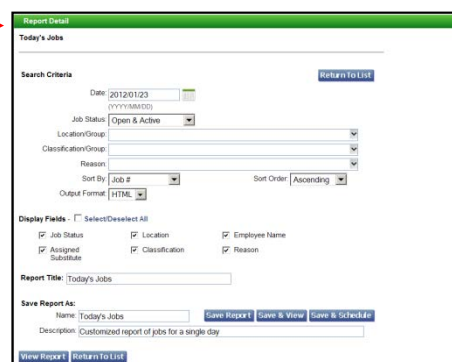 Report Detail
Today's Jobs
Search Criteria Return To List
Date: 2012/01/23
(YYYY/MM/DD)
Job Status: Open & Active
Location/Group:
Classification/Group:
Reason:
Sort By: Job # Sort Order: Ascending
Output Format: HTML
Display Fields - Select/Deselect All
Job Status Location Employee Name
Assigned Substitute Classification Reason
Report Title: Today's Jobs
Save Report As:
Name: Today's Jobs Save Report Save & View Save & Schedule
Description: Customized report of jobs for a single day
View Report Return To List